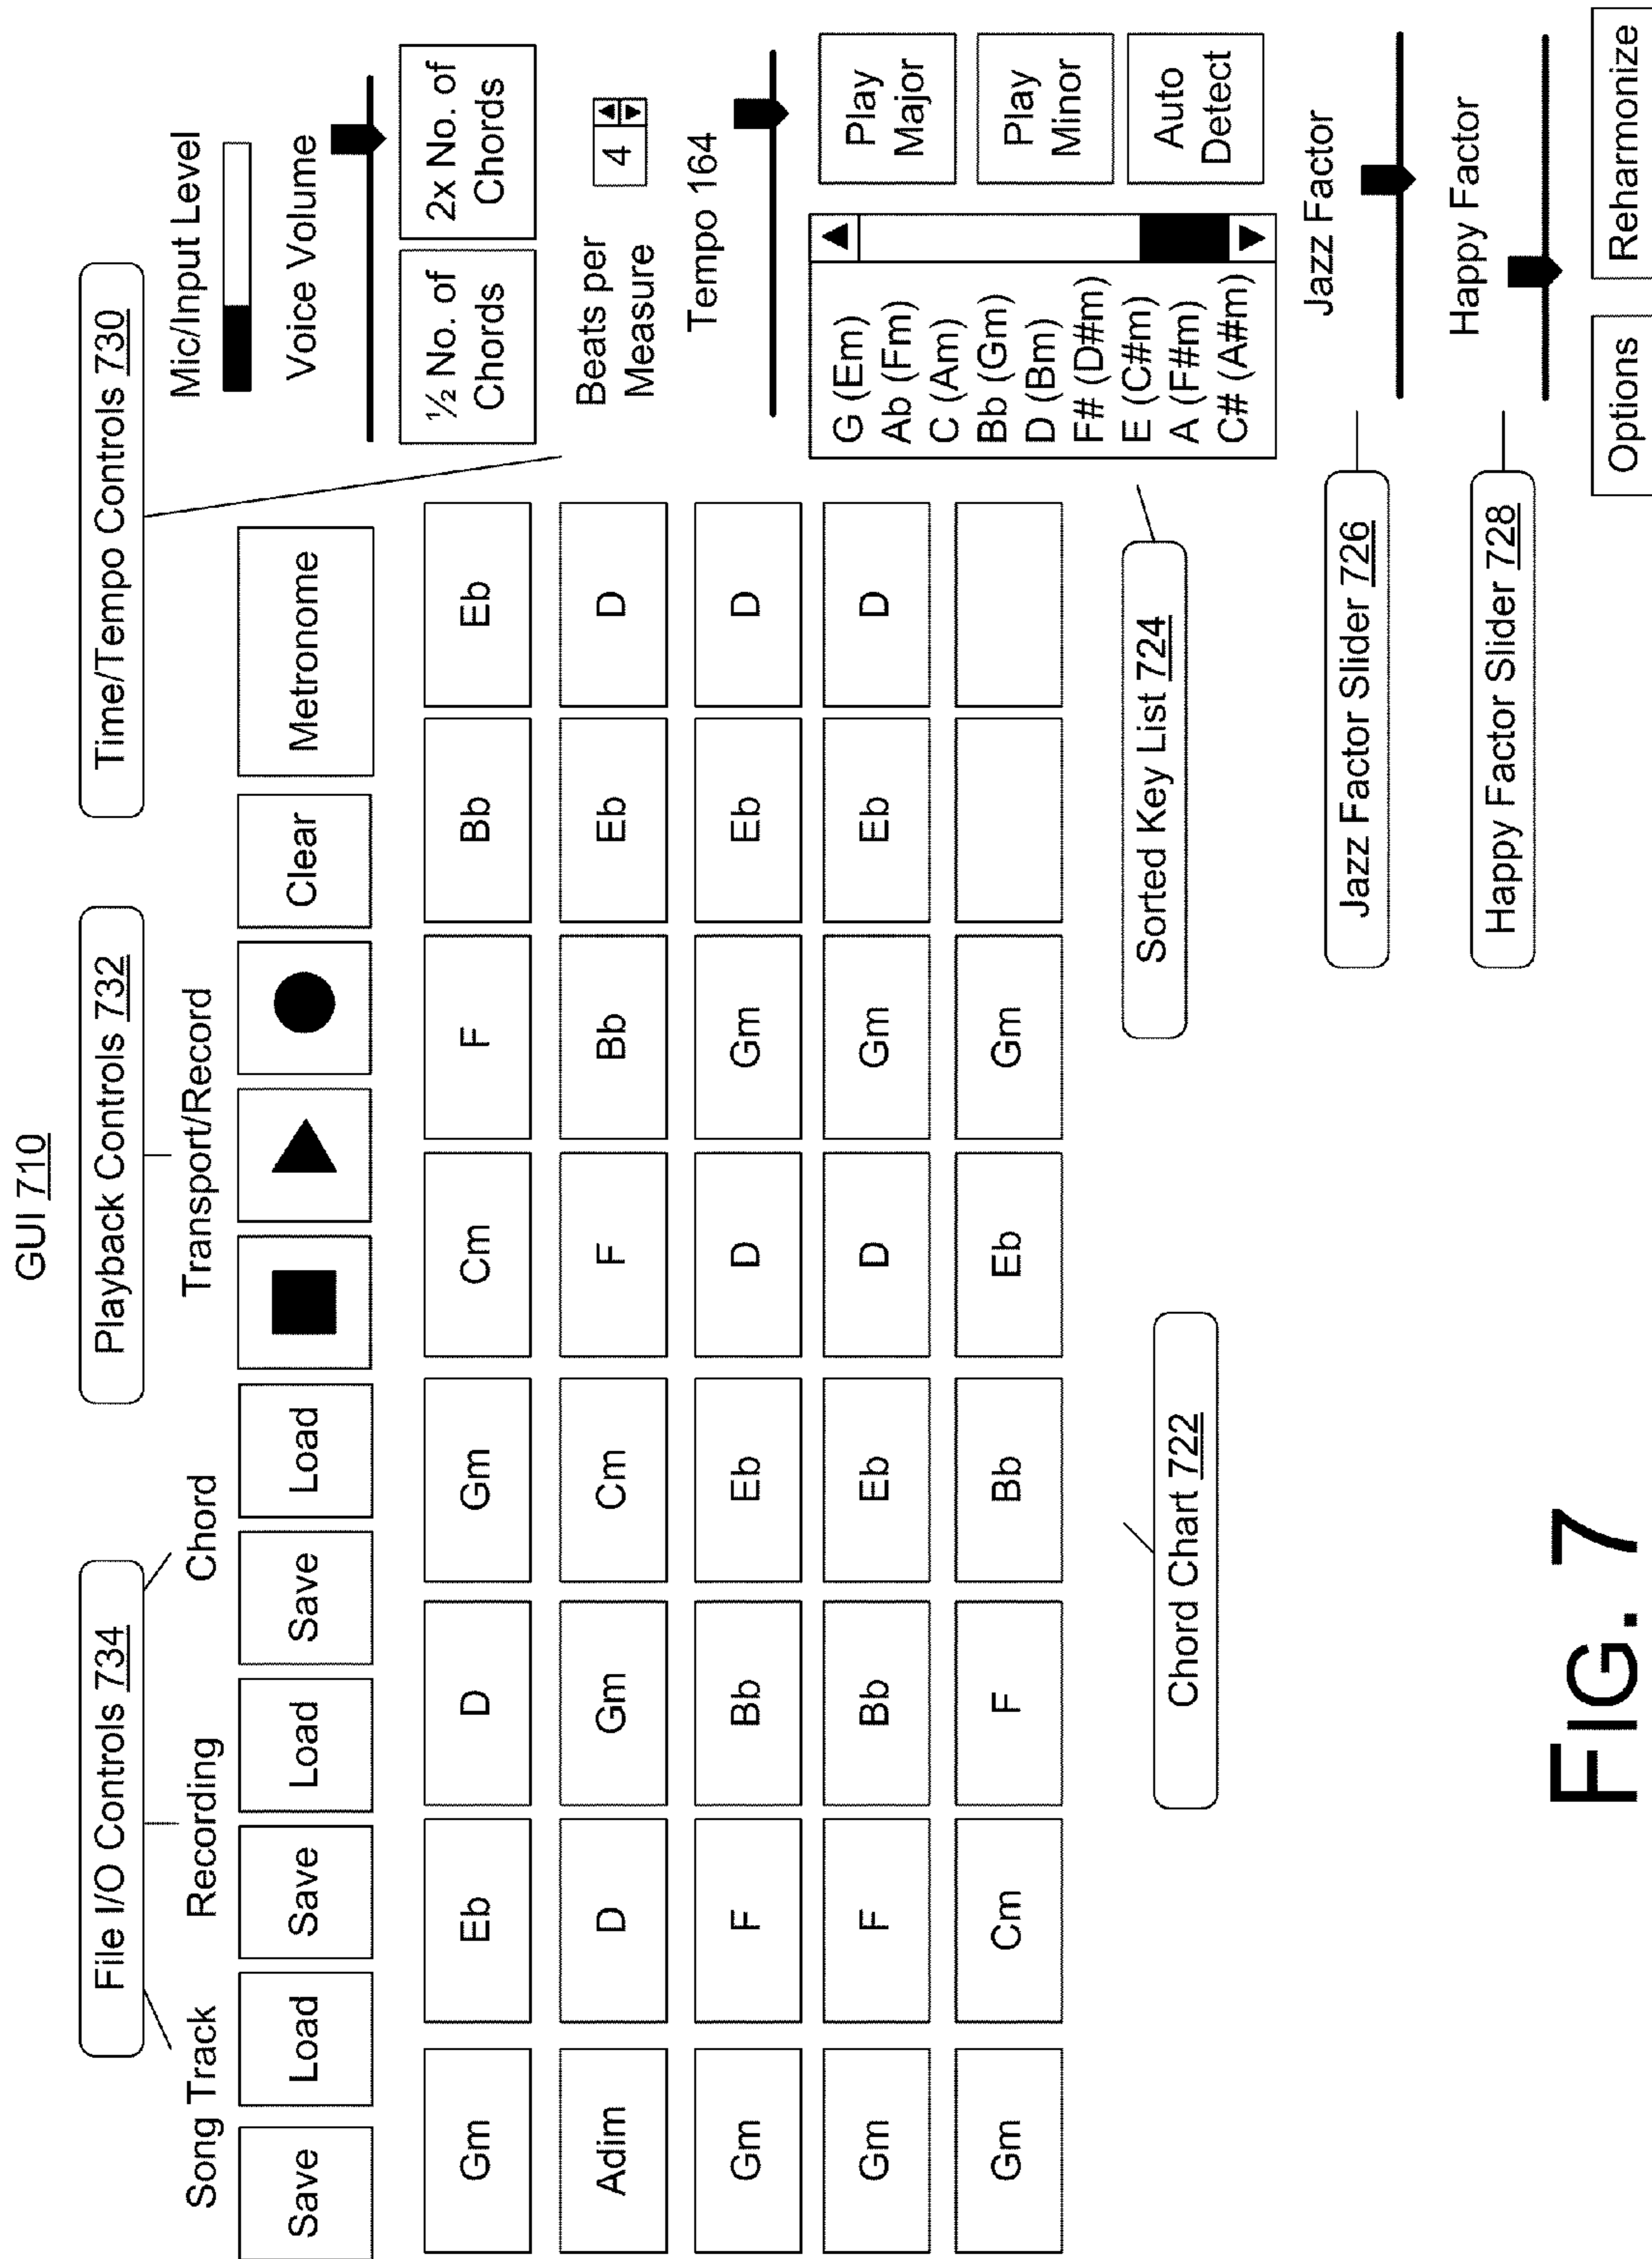 GUI 710
File I/O Controls 734
Playback Controls 732
Time/Tempo Controls 730
Song Track
Recording
Chord
Transport/Record
Save
Load
Save
Load
Save
Load
Clear
Metronome
Mic/Input Level
Voice Volume
½ No. of
Chords
2x No. of
Chords
Beats per
Measure
4
Tempo 164
Gm Eb D Gm Cm F Bb Eb
Adim D Gm Cm F Bb Eb D
Gm F Bb Eb D Gm Eb D
Gm F Bb Eb D Gm Eb D
Gm Cm F Bb Eb Gm
G (Em)
Ab (Fm)
C (Am)
Bb (Gm)
D (Bm)
F# (D#m)
E (C#m)
A (F#m)
C# (A#m)
Play
Major
Play
Minor
Auto
Detect
Chord Chart 722
Sorted Key List 724
Jazz Factor Slider 726
Jazz Factor
Happy Factor Slider 728
Happy Factor
Options
Reharmonize
FIG. 7